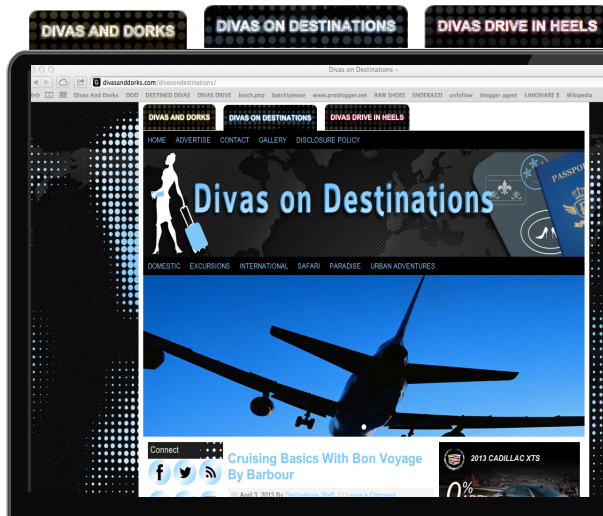 DIVAS AND DORKS
DIVAS ON DESTINATIONS
DIVAS DRIVE IN HEELS
Divas on Destinations –
divasanddorks.com/divasondestinations/
Divas And Dorks DOD DESTINED DIVAS DIVAS DRIVE batch.php batch!please www.problogger.net RAW SHOES SHOERAZZI unfollow blogger agent LINKSHARE $ Wikipedia
DIVAS AND DORKS DIVAS ON DESTINATIONS DIVAS DRIVE IN HEELS
HOME ADVERTISE CONTACT GALLERY DISCLOSURE POLICY
Divas on Destinations
PASSPO
DOMESTIC EXCURSIONS INTERNATIONAL SAFARI PARADISE URBAN ADVENTURES
Connect
Cruising Basics With Bon Voyage
By Barbour
April 3, 2013 By Destinations Staff Leave a Comment
2013 CADILLAC XTS
0%